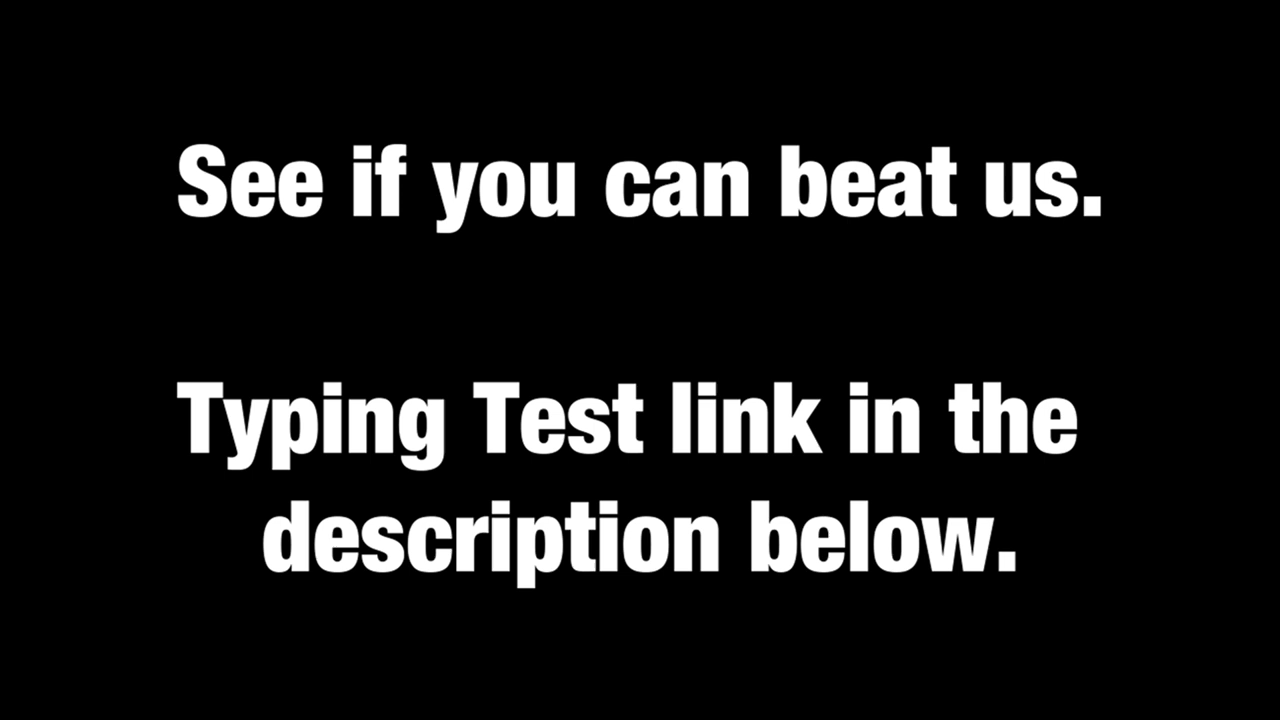 See if you can beat us.
Typing Test link in the
description below.